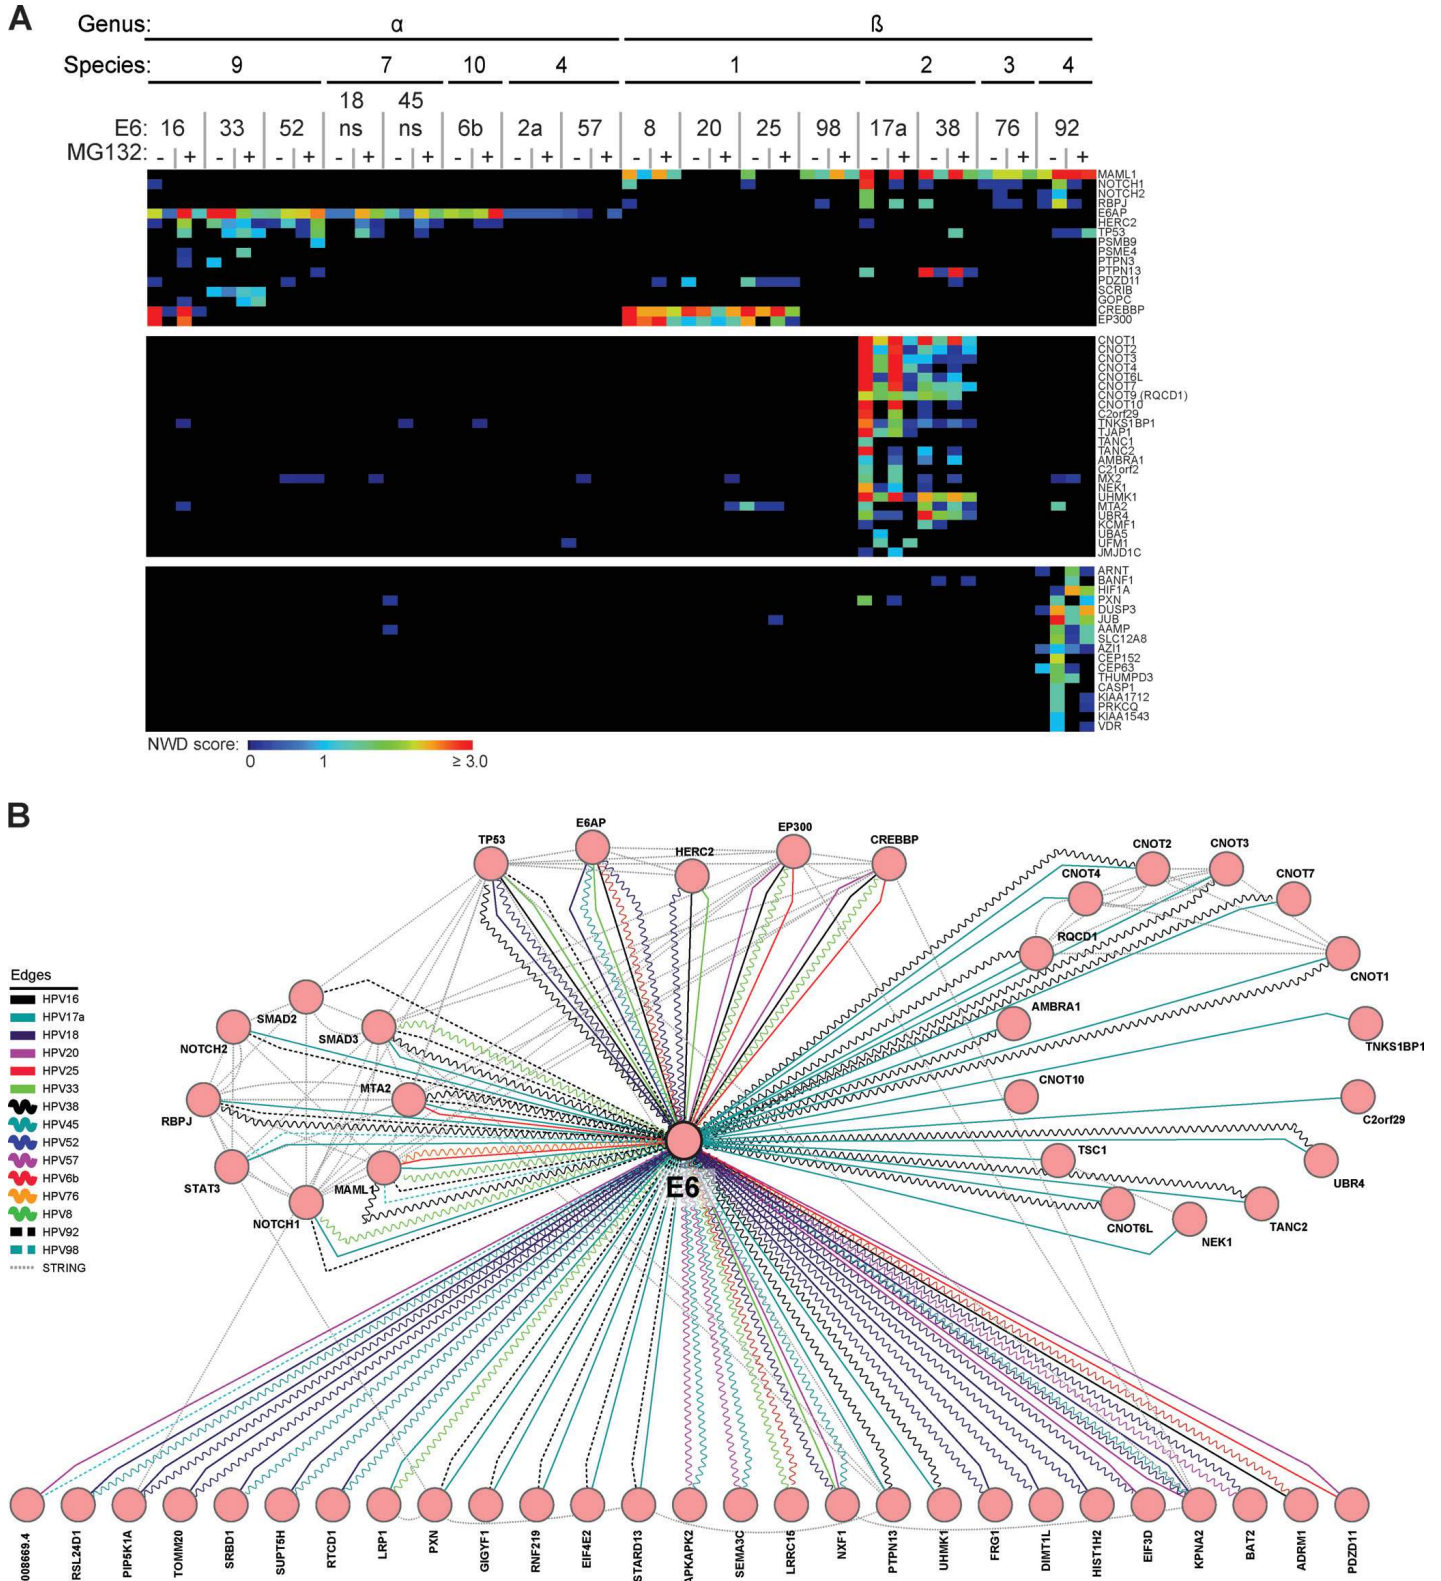 A
Genus: α ß
Species: 9 7 10 4 1 2 3 4
18 45
E6: 16 33 52 ns ns 6b 2a 57 8 20 25 98 17a 38 76 92
MG132: - + - + - + - + - + - + - + - + - + - + - + - + - + - + - + - +
MAML1
NOTCH1
NOTCH2
RBPJ
E6AP
HERC2
TP53
PSMB9
PSME4
PTPN3
PTPN13
PDZD11
SCRIB
GOPC
CREBBP
EP300
CNOT1
CNOT2
CNOT3
CNOT4
CNOT6L
CNOT7
CNOT9 (RQCD1)
CNOT10
C2orf29
TNKS1BP1
TJAP1
TANC1
TANC2
AMBRA1
C21orf2
MX2
NEK1
UHMK1
MTA2
UBR4
KCMF1
UBA5
UFM1
JMJD1C
ARNT
BANF1
HIF1A
PXN
DUSP3
JUB
AAMP
SLC12A8
AZI1
CEP152
CEP63
THUMPD3
CASP1
KIAA1712
PRKCQ
KIAA1543
VDR
NWD score:
0 1 ≥ 3.0
B
TP53
E6AP
HERC2
EP300
CREBBP
CNOT2
CNOT3
CNOT4
CNOT7
RQCD1
CNOT1
AMBRA1
TNKS1BP1
CNOT10
C2orf29
TSC1
UBR4
CNOT6L
NEK1
TANC2
SMAD2
NOTCH2
SMAD3
MTA2
RBPJ
STAT3
MAML1
NOTCH1
E6
Edges
HPV16
HPV17a
HPV18
HPV20
HPV25
HPV33
HPV38
HPV45
HPV52
HPV57
HPV6b
HPV76
HPV8
HPV92
HPV98
STRING
008669.4
RSL24D1
PIP5K1A
TOMM20
SRBD1
SUPT5H
RTCD1
LRP1
PXN
GIGYF1
RNF219
EIF4E2
STARD13
APKAPK2
SEMA3C
LRRC15
NXF1
PTPN13
UHMK1
FRG1
DIMT1L
HIST1H2
EIF3D
KPNA2
BAT2
ADRM1
PDZD11